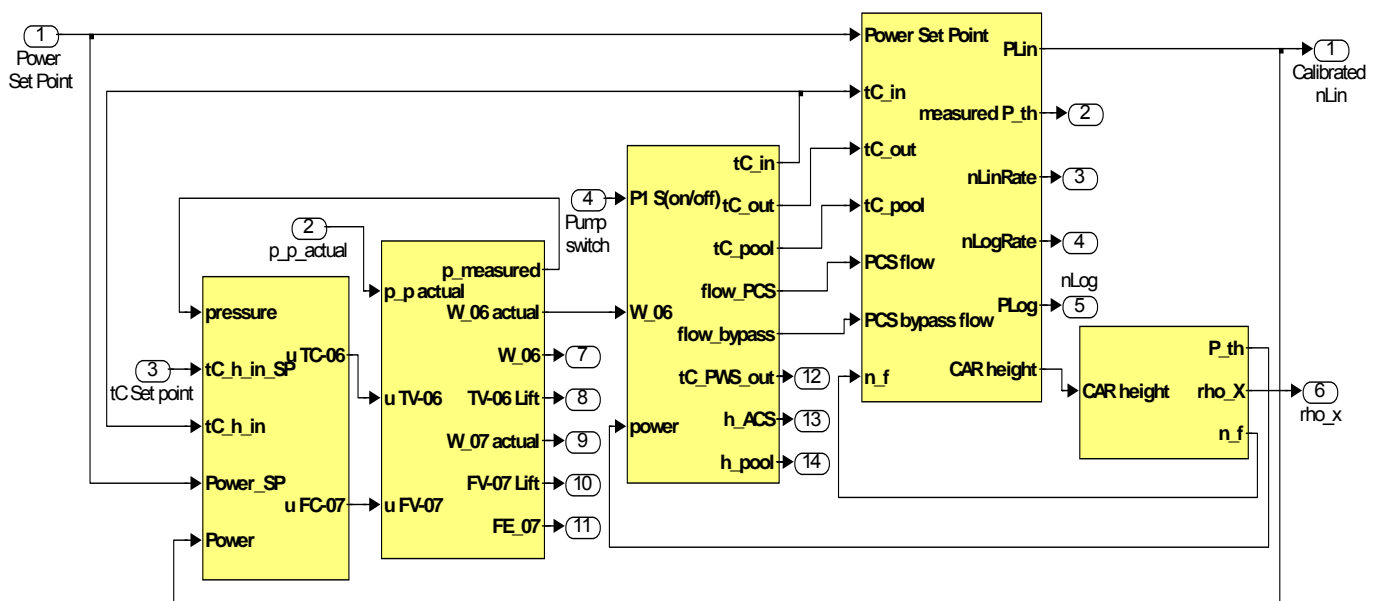 1
Power
Set Point
2
p_p_actual
3
tC Set point
pressure
tC_h_in_SP
tC_h_in
Power_SP
Power
u TC-06
u FC-07
p_p actual
u TV-06
u FV-07
p_measured
W_06 actual
W_06
TV-06 Lift
W_07 actual
FV-07 Lift
FE_07
7
8
9
10
11
4
Pump
switch
P1 S(on/off)
W_06
power
tC_in
tC_out
tC_pool
flow_PCS
flow_bypass
tC_PWS_out
h_ACS
h_pool
12
13
14
Power Set Point
tC_in
tC_out
tC_pool
PCS flow
PCS bypass flow
n_f
PLin
measured P_th
nLinRate
nLogRate
PLog
CAR height
1
Calibrated
nLin
2
3
4
nLog
5
CAR height
P_th
rho_X
n_f
6
rho_x